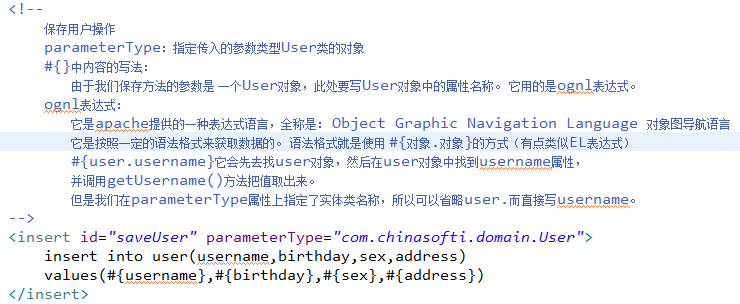 <!--
保存用户操作
parameterType：指定传入的参数类型User类的对象
#{}中内容的写法：
由于我们保存方法的参数是 一个User对象，此处要写User对象中的属性名称。 它用的是ognl表达式。
ognl表达式：
它是apache提供的一种表达式语言，全称是：Object Graphic Navigation Language 对象图导航语言
它是按照一定的语法格式来获取数据的。 语法格式就是使用 #{对象.对象}的方式（有点类似EL表达式）
#{user.username}它会先去找user对象，然后在user对象中找到username属性，
并调用getUsername()方法把值取出来。
但是我们在parameterType属性上指定了实体类名称，所以可以省略user.而直接写username。
-->
<insert id="saveUser" parameterType="com.chinasofti.domain.User">
insert into user(username,birthday,sex,address)
values(#{username},#{birthday},#{sex},#{address})
</insert>